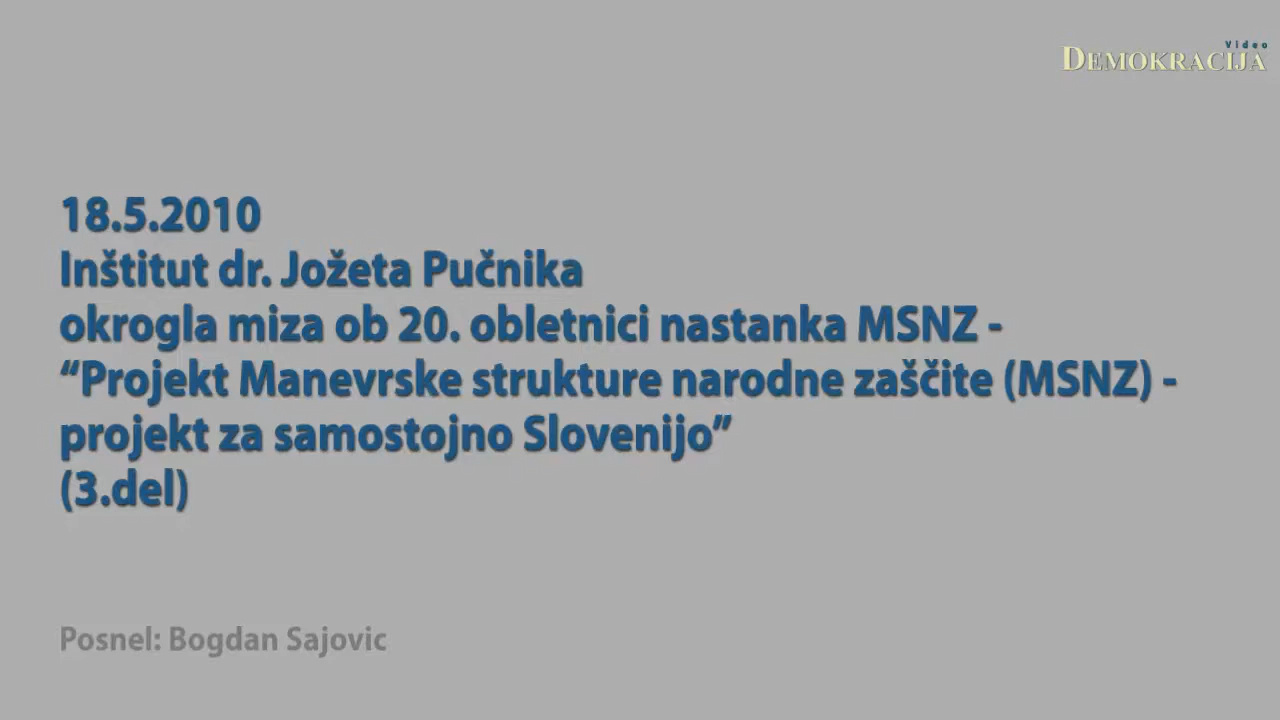 Video
DEMOKRACIJA
18.5.2010
Inštitut dr. Jožeta Pučnika
okrogla miza ob 20. obletnici nastanka MSNZ -
“Projekt Manevrske strukture narodne zaščite (MSNZ) -
projekt za samostojno Slovenijo”
(3.del)
Posnel: Bogdan Sajovic